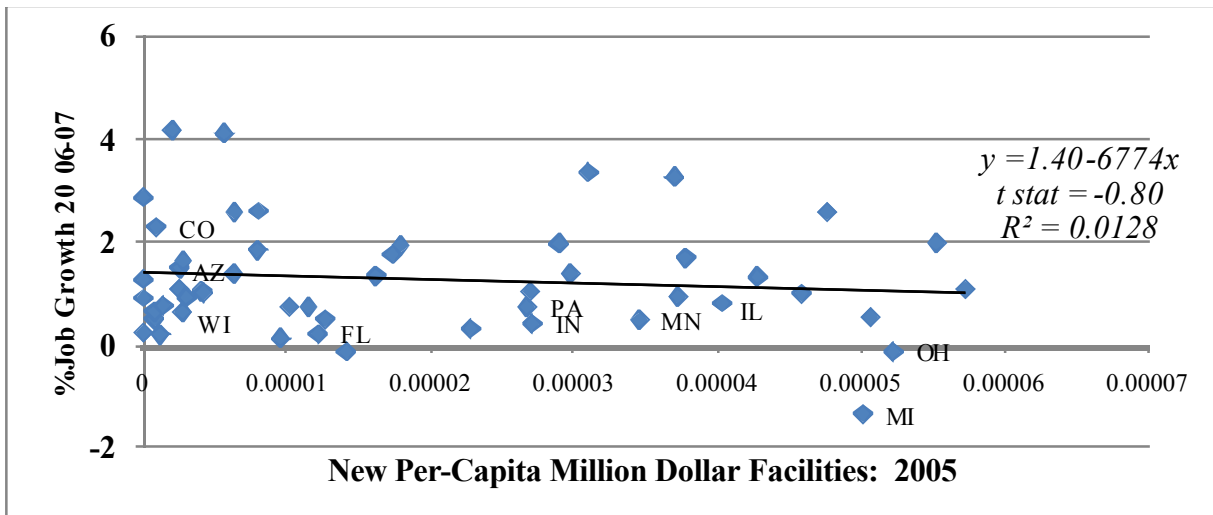 6
4
2
0
-2
%Job Growth 20 06-07
y =1.40-6774x
t stat = -0.80
R² = 0.0128
CO
AZ
WI
FL
PA
IN
MN
IL
OH
MI
0 0.00001 0.00002 0.00003 0.00004 0.00005 0.00006 0.00007
New Per-Capita Million Dollar Facilities: 2005